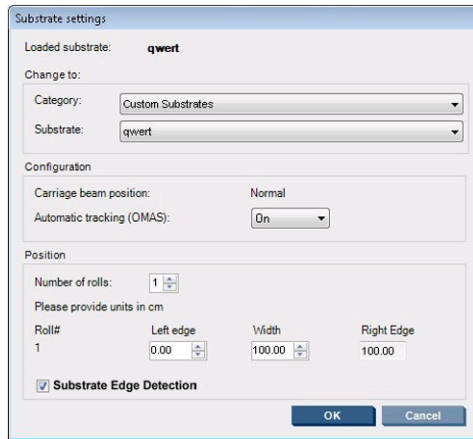 Substrate settings
Loaded substrate: qwert
Change to:
Category: Custom Substrates
Substrate: qwert
Configuration
Carriage beam position: Normal
Automatic tracking (OMAS): On
Position
Number of rolls: 1
Please provide units in cm
Roll# Left edge Width Right Edge
1 0.00 100.00 100.00
Substrate Edge Detection
OK Cancel